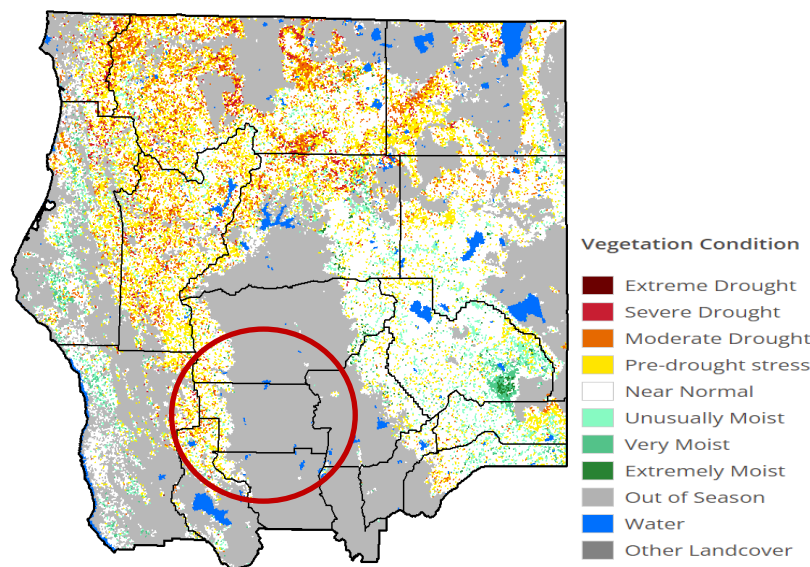 Vegetation Condition
Extreme Drought
Severe Drought
Moderate Drought
Pre-drought stress
Near Normal
Unusually Moist
Very Moist
Extremely Moist
Out of Season
Water
Other Landcover